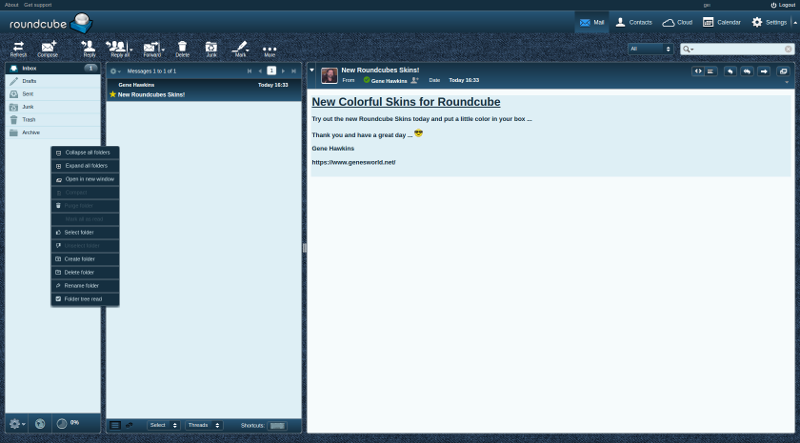 About Get support ger Logout
roundcube Mail Contacts Cloud Calendar Settings
Refresh Compose Reply Reply all Forward Delete Junk Mark More All
Inbox 1
Drafts
Sent
Junk
Trash
Archive
Collapse all folders
Expand all folders
Open in new window
Compact
Purge folder
Mark all as read
Select folder
Unselect folder
Create folder
Delete folder
Rename folder
Folder tree read
0%
Messages 1 to 1 of 1 1
Gene Hawkins Today 16:33
New Roundcubes Skins!
Select Threads Shortcuts:
New Roundcubes Skins!
From Gene Hawkins Date Today 16:33
New Colorful Skins for Roundcube
Try out the new Roundcube Skins today and put a little color in your box ...
Thank you and have a great day ... 😎
Gene Hawkins
https://www.genesworld.net/